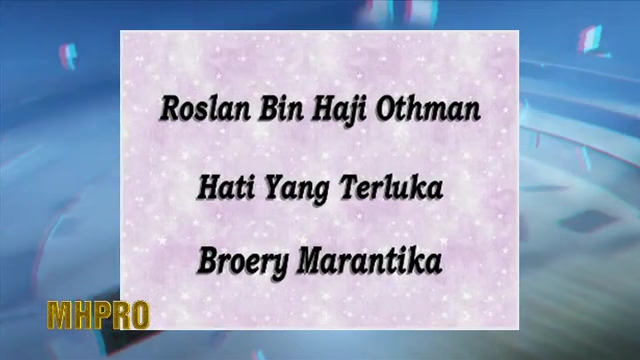 Roslan Bin Haji Othman
Hati Yang Terluka
Broery Marantika
MHPRO